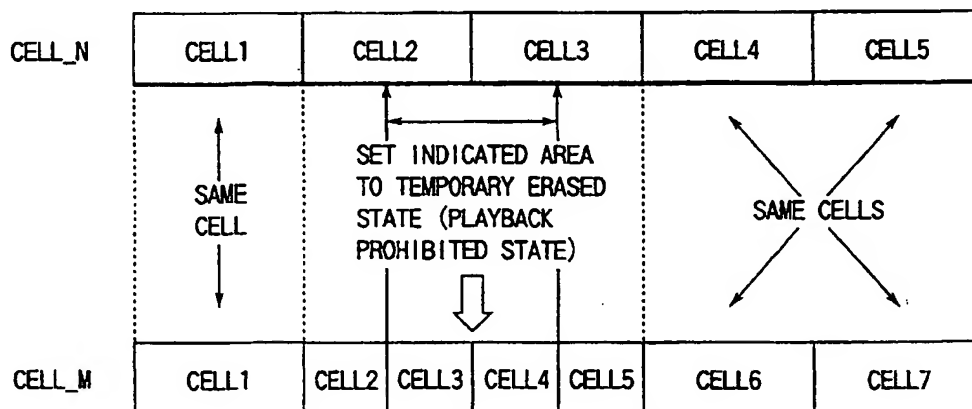 CELL_N CELL1 CELL2 CELL3 CELL4 CELL5
SET INDICATED AREA
TO TEMPORARY ERASED
STATE (PLAYBACK
PROHIBITED STATE)
SAME
CELL
SAME CELLS
CELL_M CELL1 CELL2 CELL3 CELL4 CELL5 CELL6 CELL7